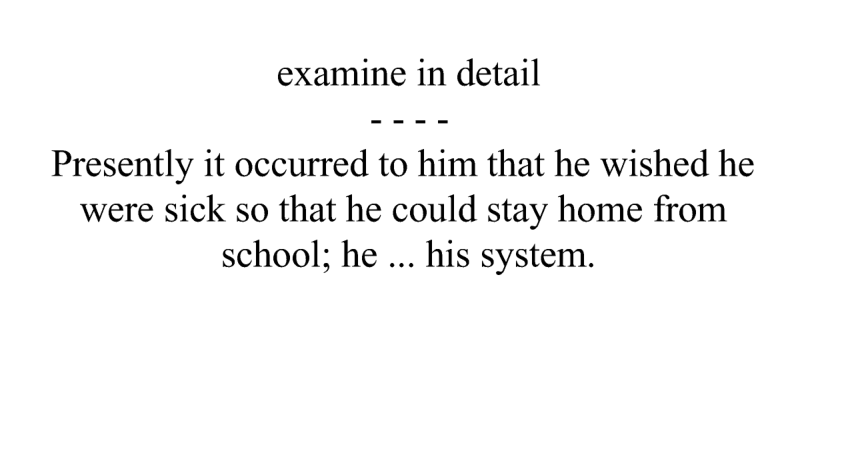 examine in detail
- - - -
Presently it occurred to him that he wished he
were sick so that he could stay home from
school; he ... his system.